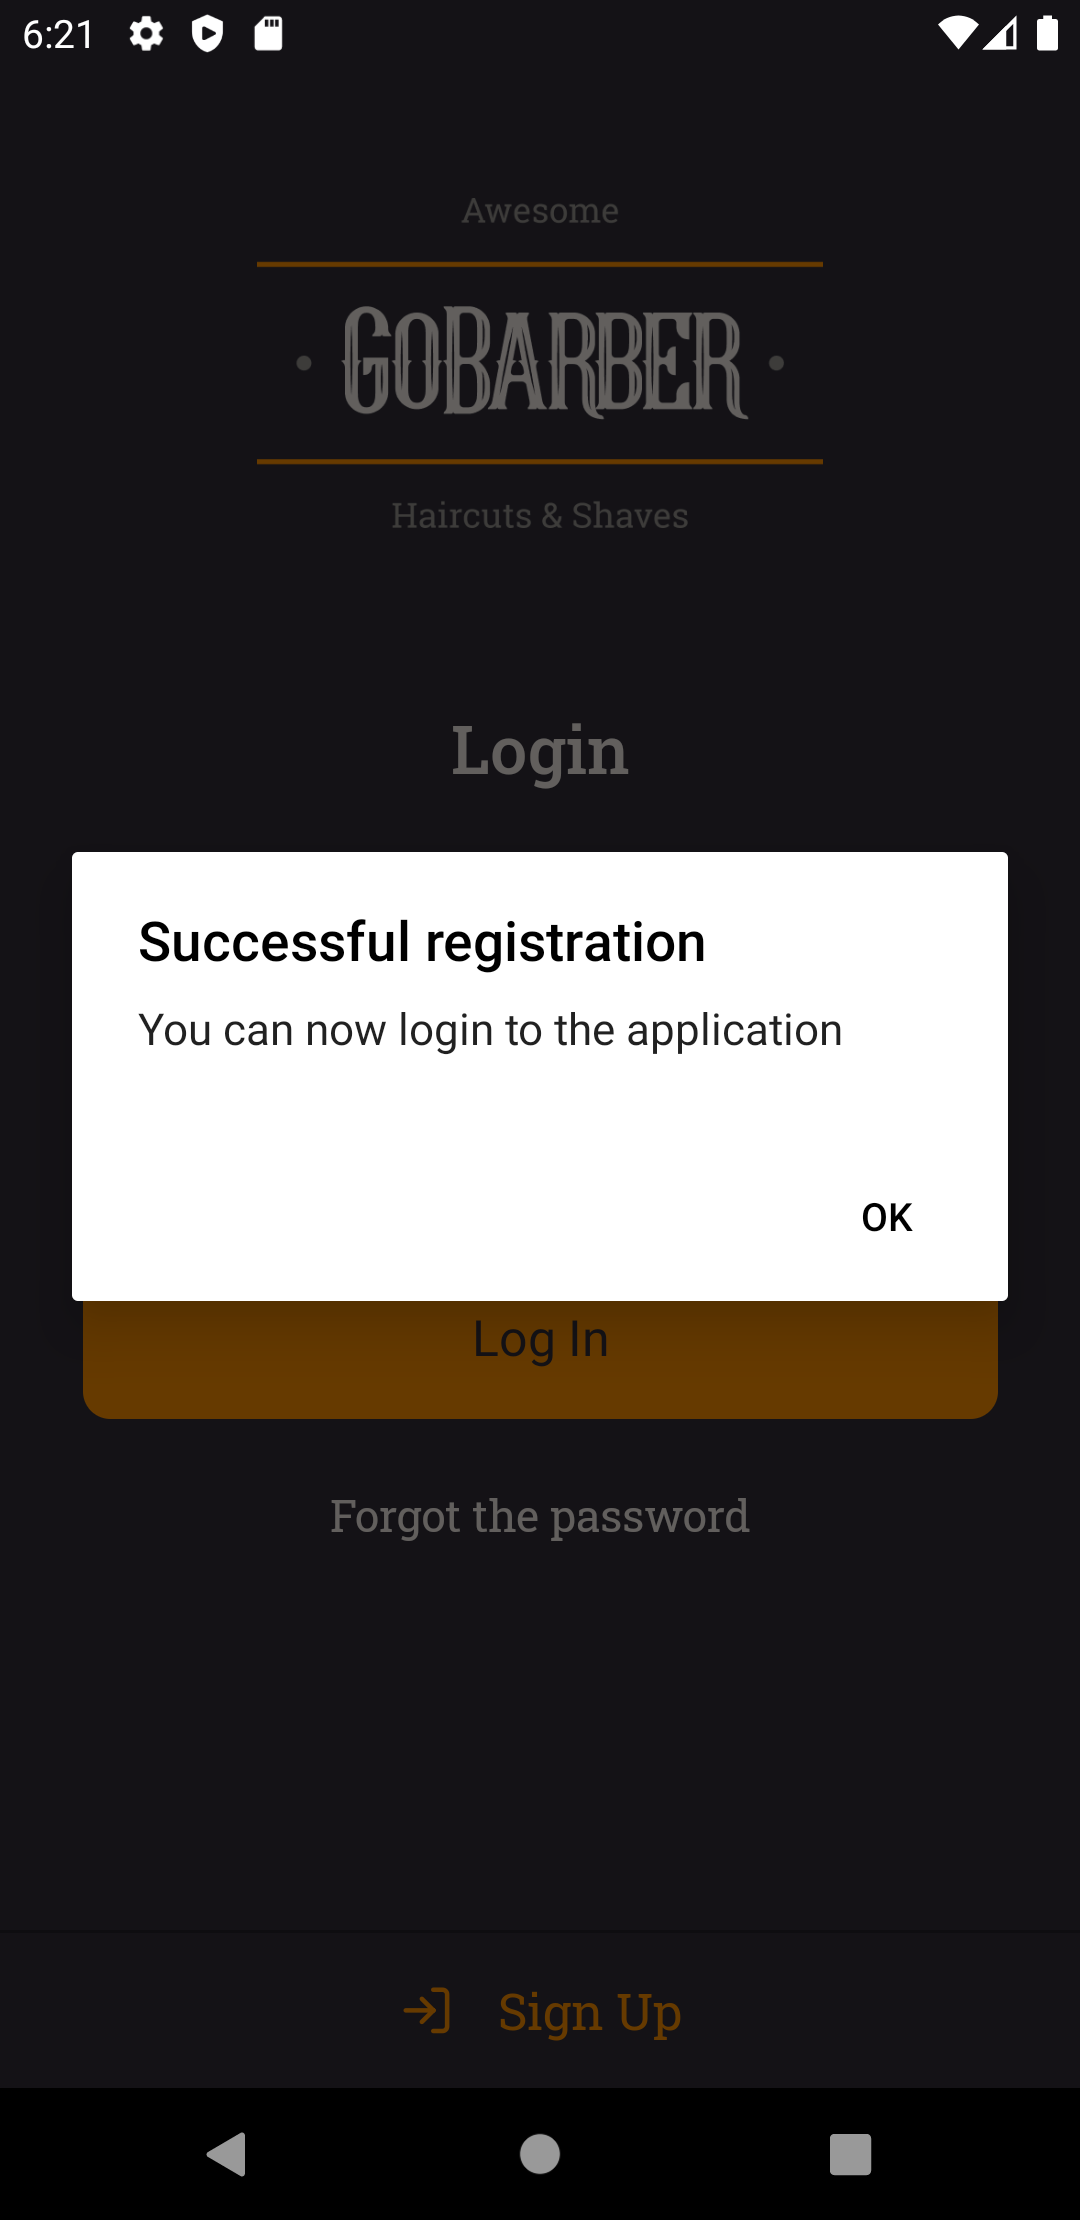 6:21
Awesome
GOBARBER
Haircuts & Shaves
Login
Successful registration
You can now login to the application
OK
Log In
Forgot the password
Sign Up